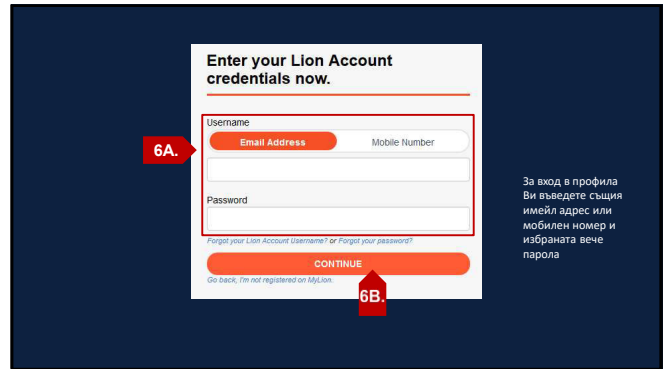 Enter your Lion Account
credentials now.
Username
6A.
Email Address Mobile Number
Password
Forgot your Lion Account Username? or Forgot your password?
CONTINUE
Go back, I'm not registered on MyLion.
6B.
За вход в профила
Ви въведете същия
имейл адрес или
мобилен номер и
избраната вече
парола